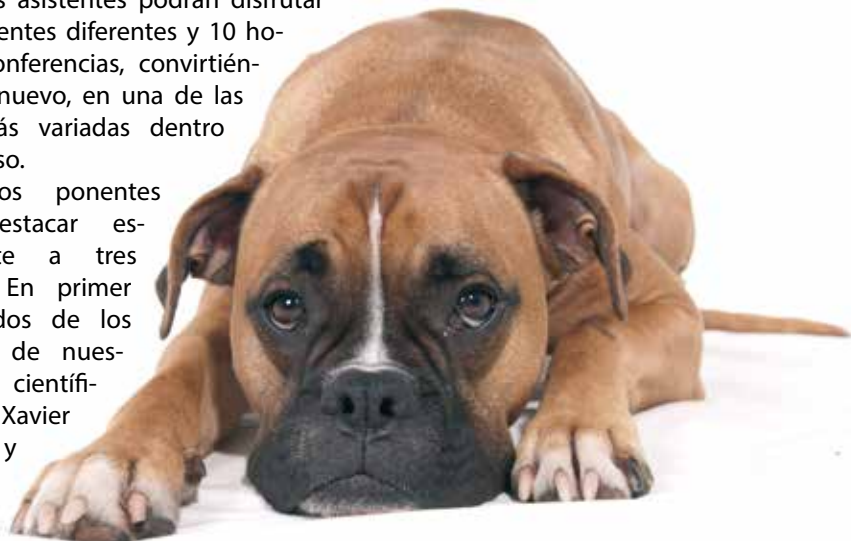 asistentes podrán disfrutar
entes diferentes y 10 ho-
onferencias, convirtién-
nuevo, en una de las
ás variadas dentro
so.
os ponentes
estacar es-
te a tres
En primer
dos de los
de nues-
científi-
Xavier
y